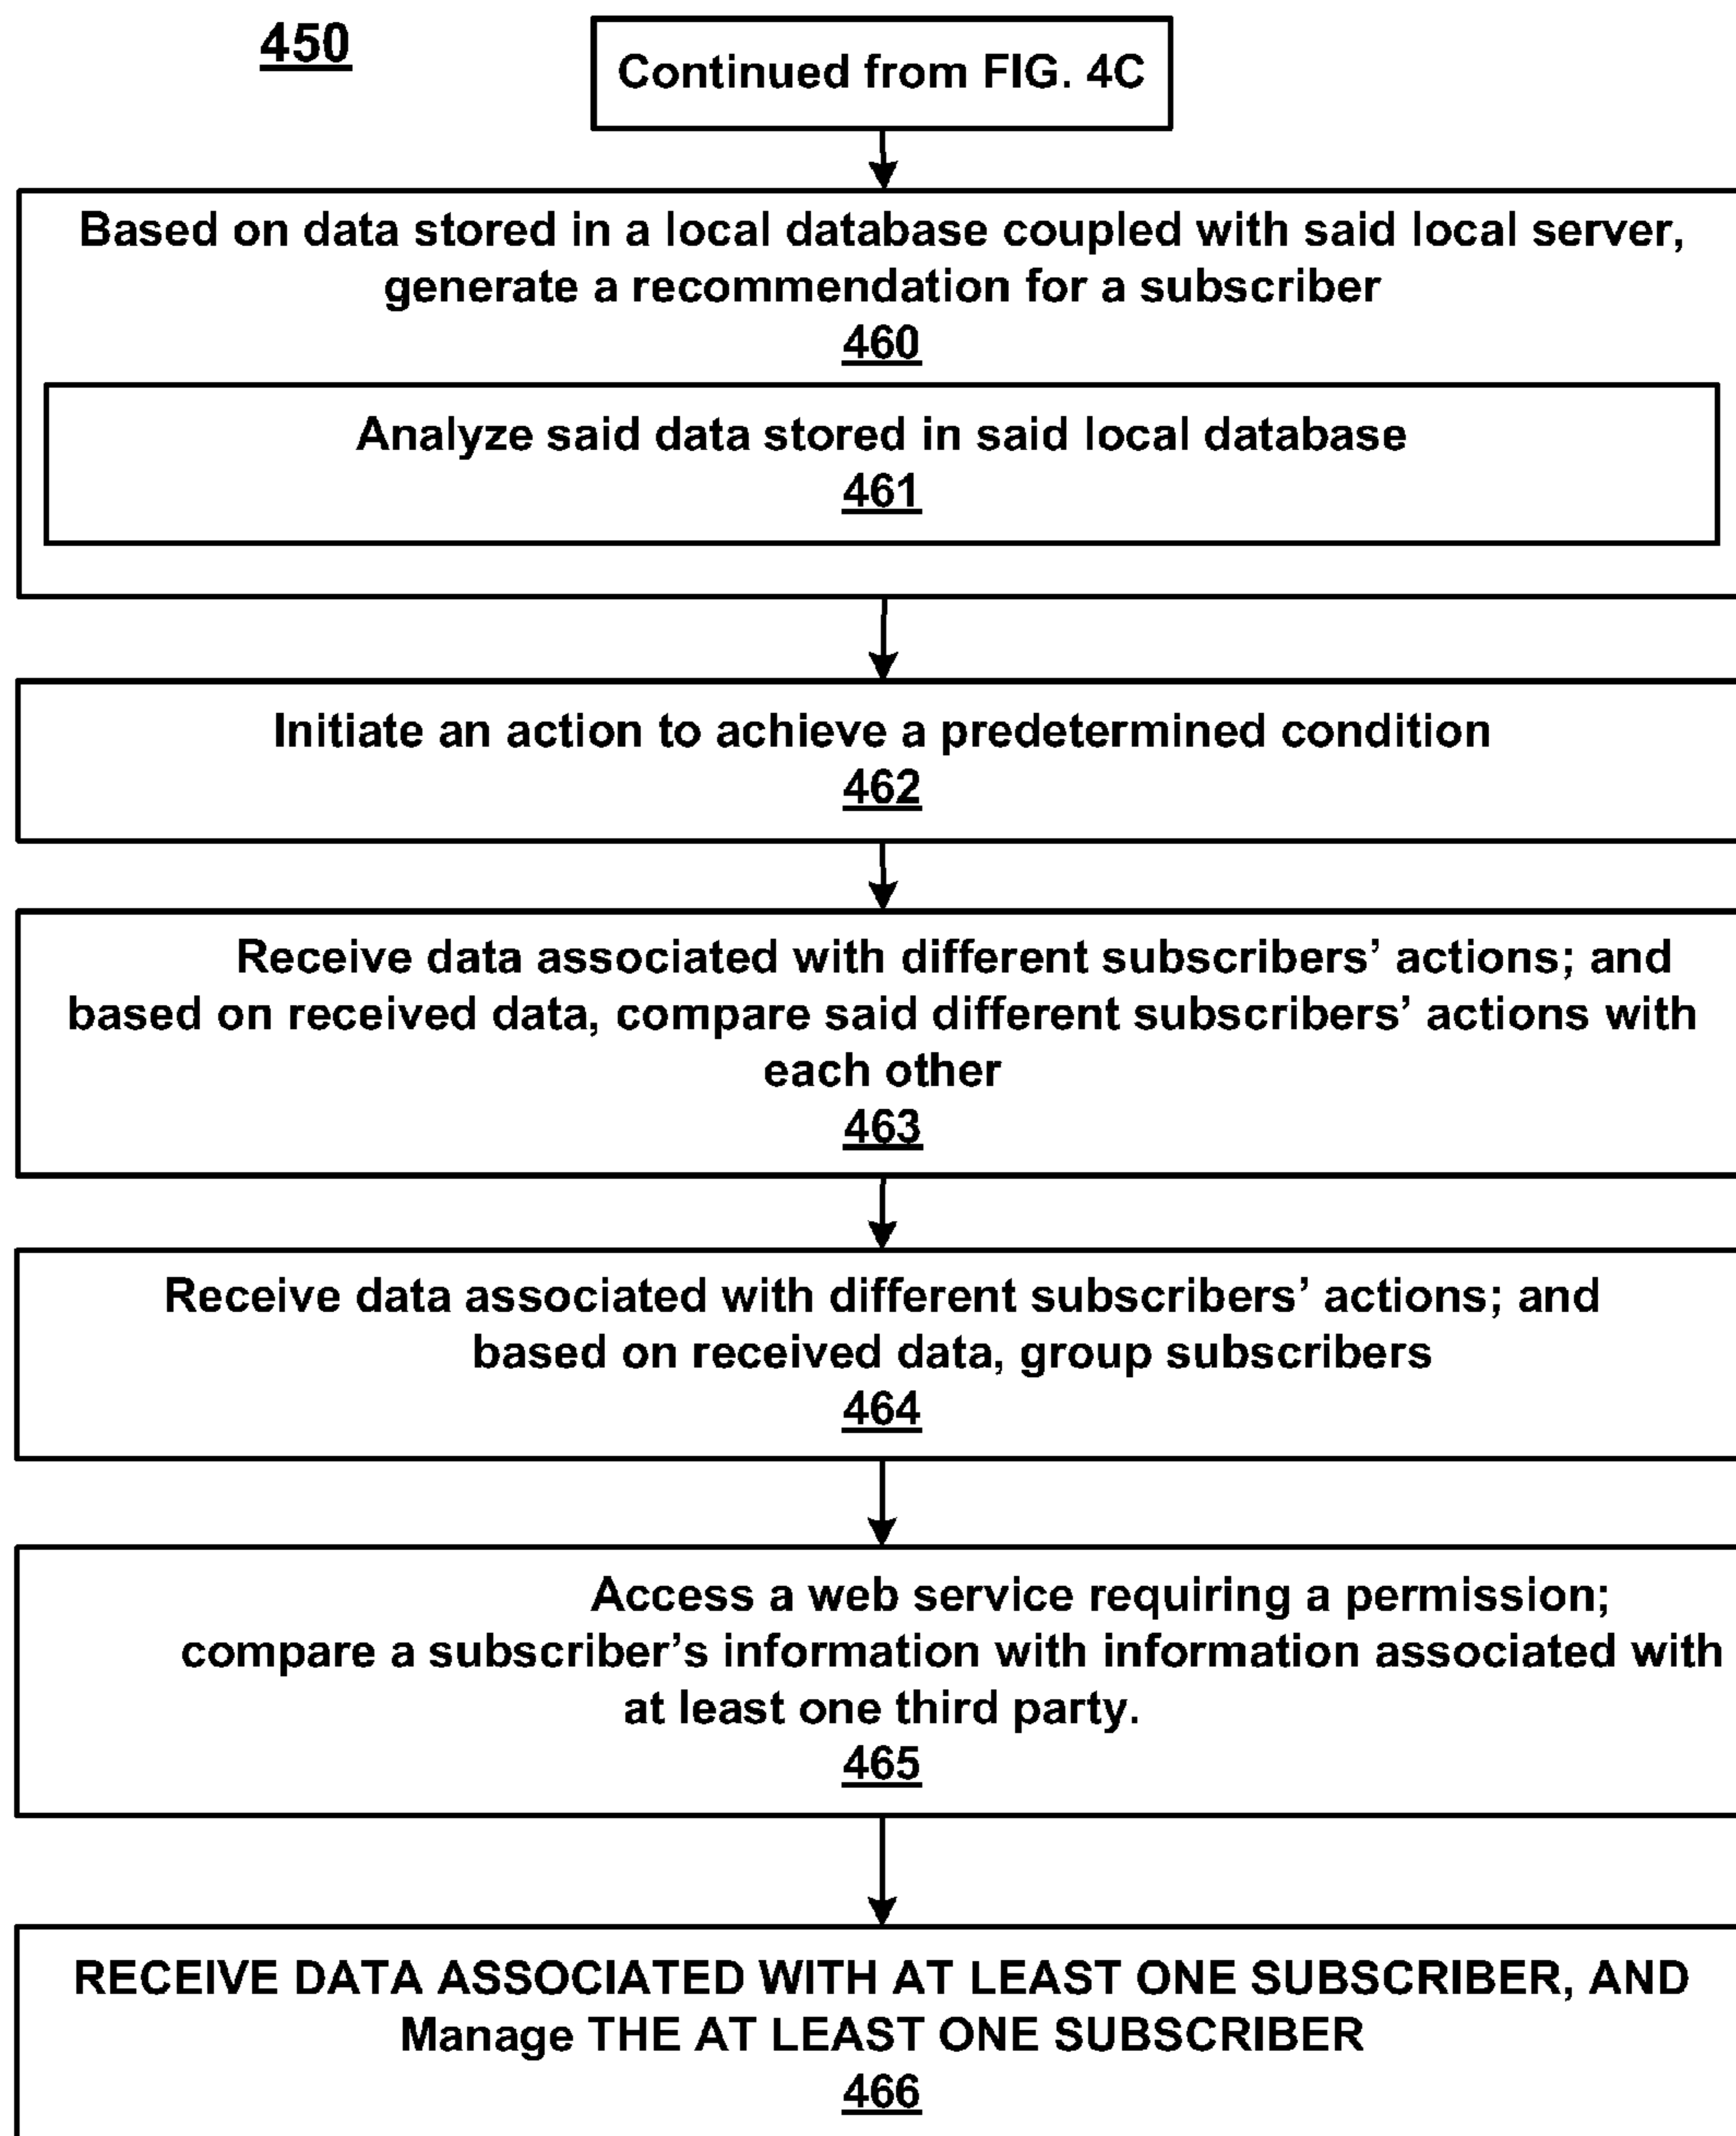 450
Continued from FIG. 4C
Based on data stored in a local database coupled with said local server,
generate a recommendation for a subscriber
460
Analyze said data stored in said local database
461
Initiate an action to achieve a predetermined condition
462
Receive data associated with different subscribers’ actions; and
based on received data, compare said different subscribers’ actions with
each other
463
Receive data associated with different subscribers’ actions; and
based on received data, group subscribers
464
Access a web service requiring a permission;
compare a subscriber’s information with information associated with
at least one third party.
465
RECEIVE DATA ASSOCIATED WITH AT LEAST ONE SUBSCRIBER, AND
Manage THE AT LEAST ONE SUBSCRIBER
466